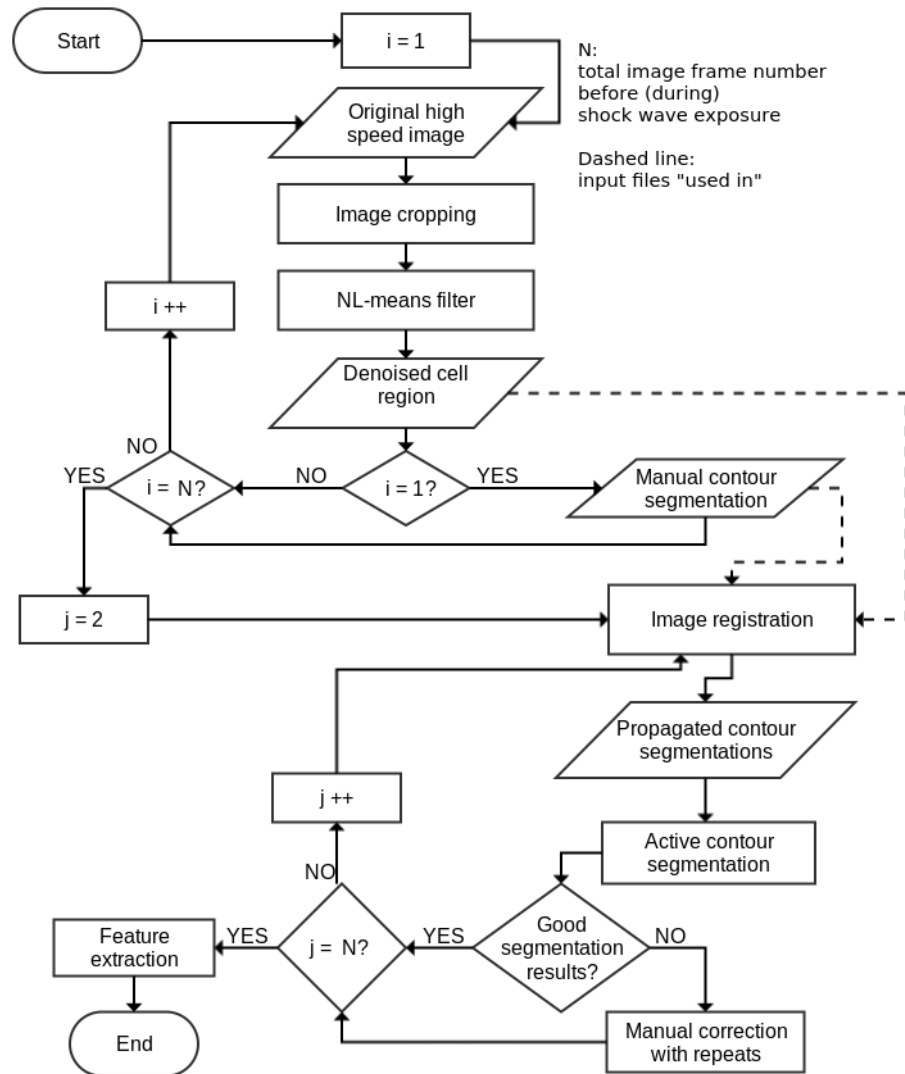 Start
i = 1
N:
total image frame number
before (during)
shock wave exposure
Dashed line:
input files "used in"
Original high
speed image
Image cropping
i ++
NL-means filter
Denoised cell
region
NO
YES
i = N?
NO
i = 1?
YES
Manual contour
segmentation
j = 2
Image registration
Propagated contour
segmentations
j ++
Active contour
segmentation
NO
Feature
extraction
YES
j = N?
YES
Good
segmentation
results?
NO
End
Manual correction
with repeats